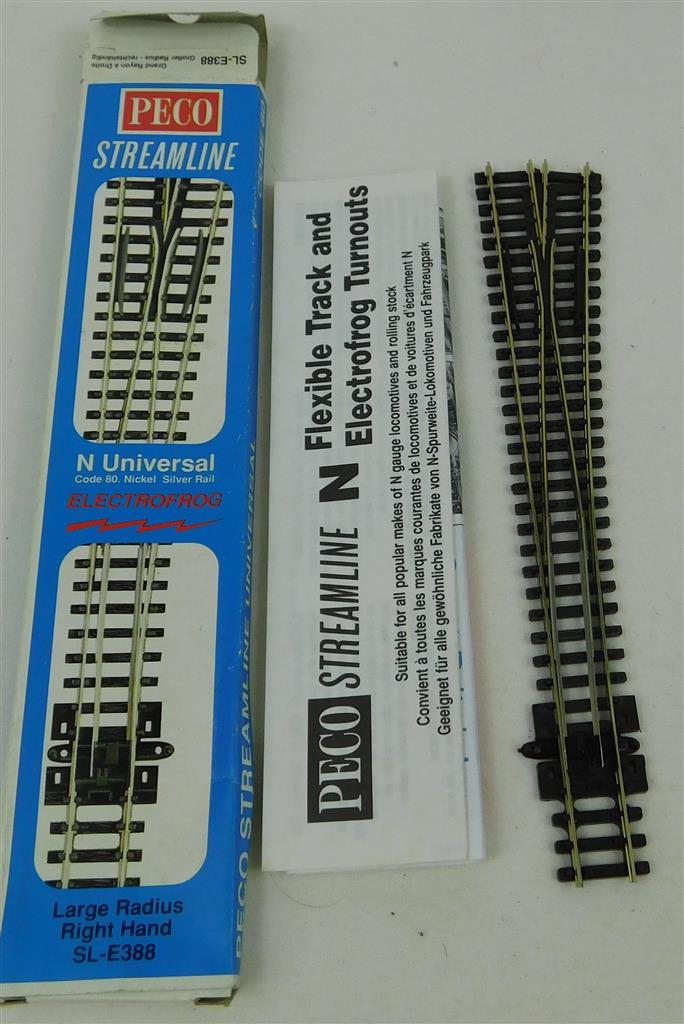 SL-E388
Grand Rayon à Droite
Großer Radius - rechtshändig
PECO
STREAMLINE
N Universal
Code 80. Nickel Silver Rail
ELECTROFROG
Large Radius
Right Hand
SL-E388
PECO STREAMLINE UNIVERSAL
PECO STREAMLINE N Flexible Track and
Electrofrog Turnouts
Suitable for all popular makes of N gauge locomotives and rolling stock
Convient à toutes les marques courantes de locomotives et de voitures d'écartment N
Geeignet für alle gewöhnliche Fabrikate von N-Spurweite-Lokomotiven und Fahrzeugpark